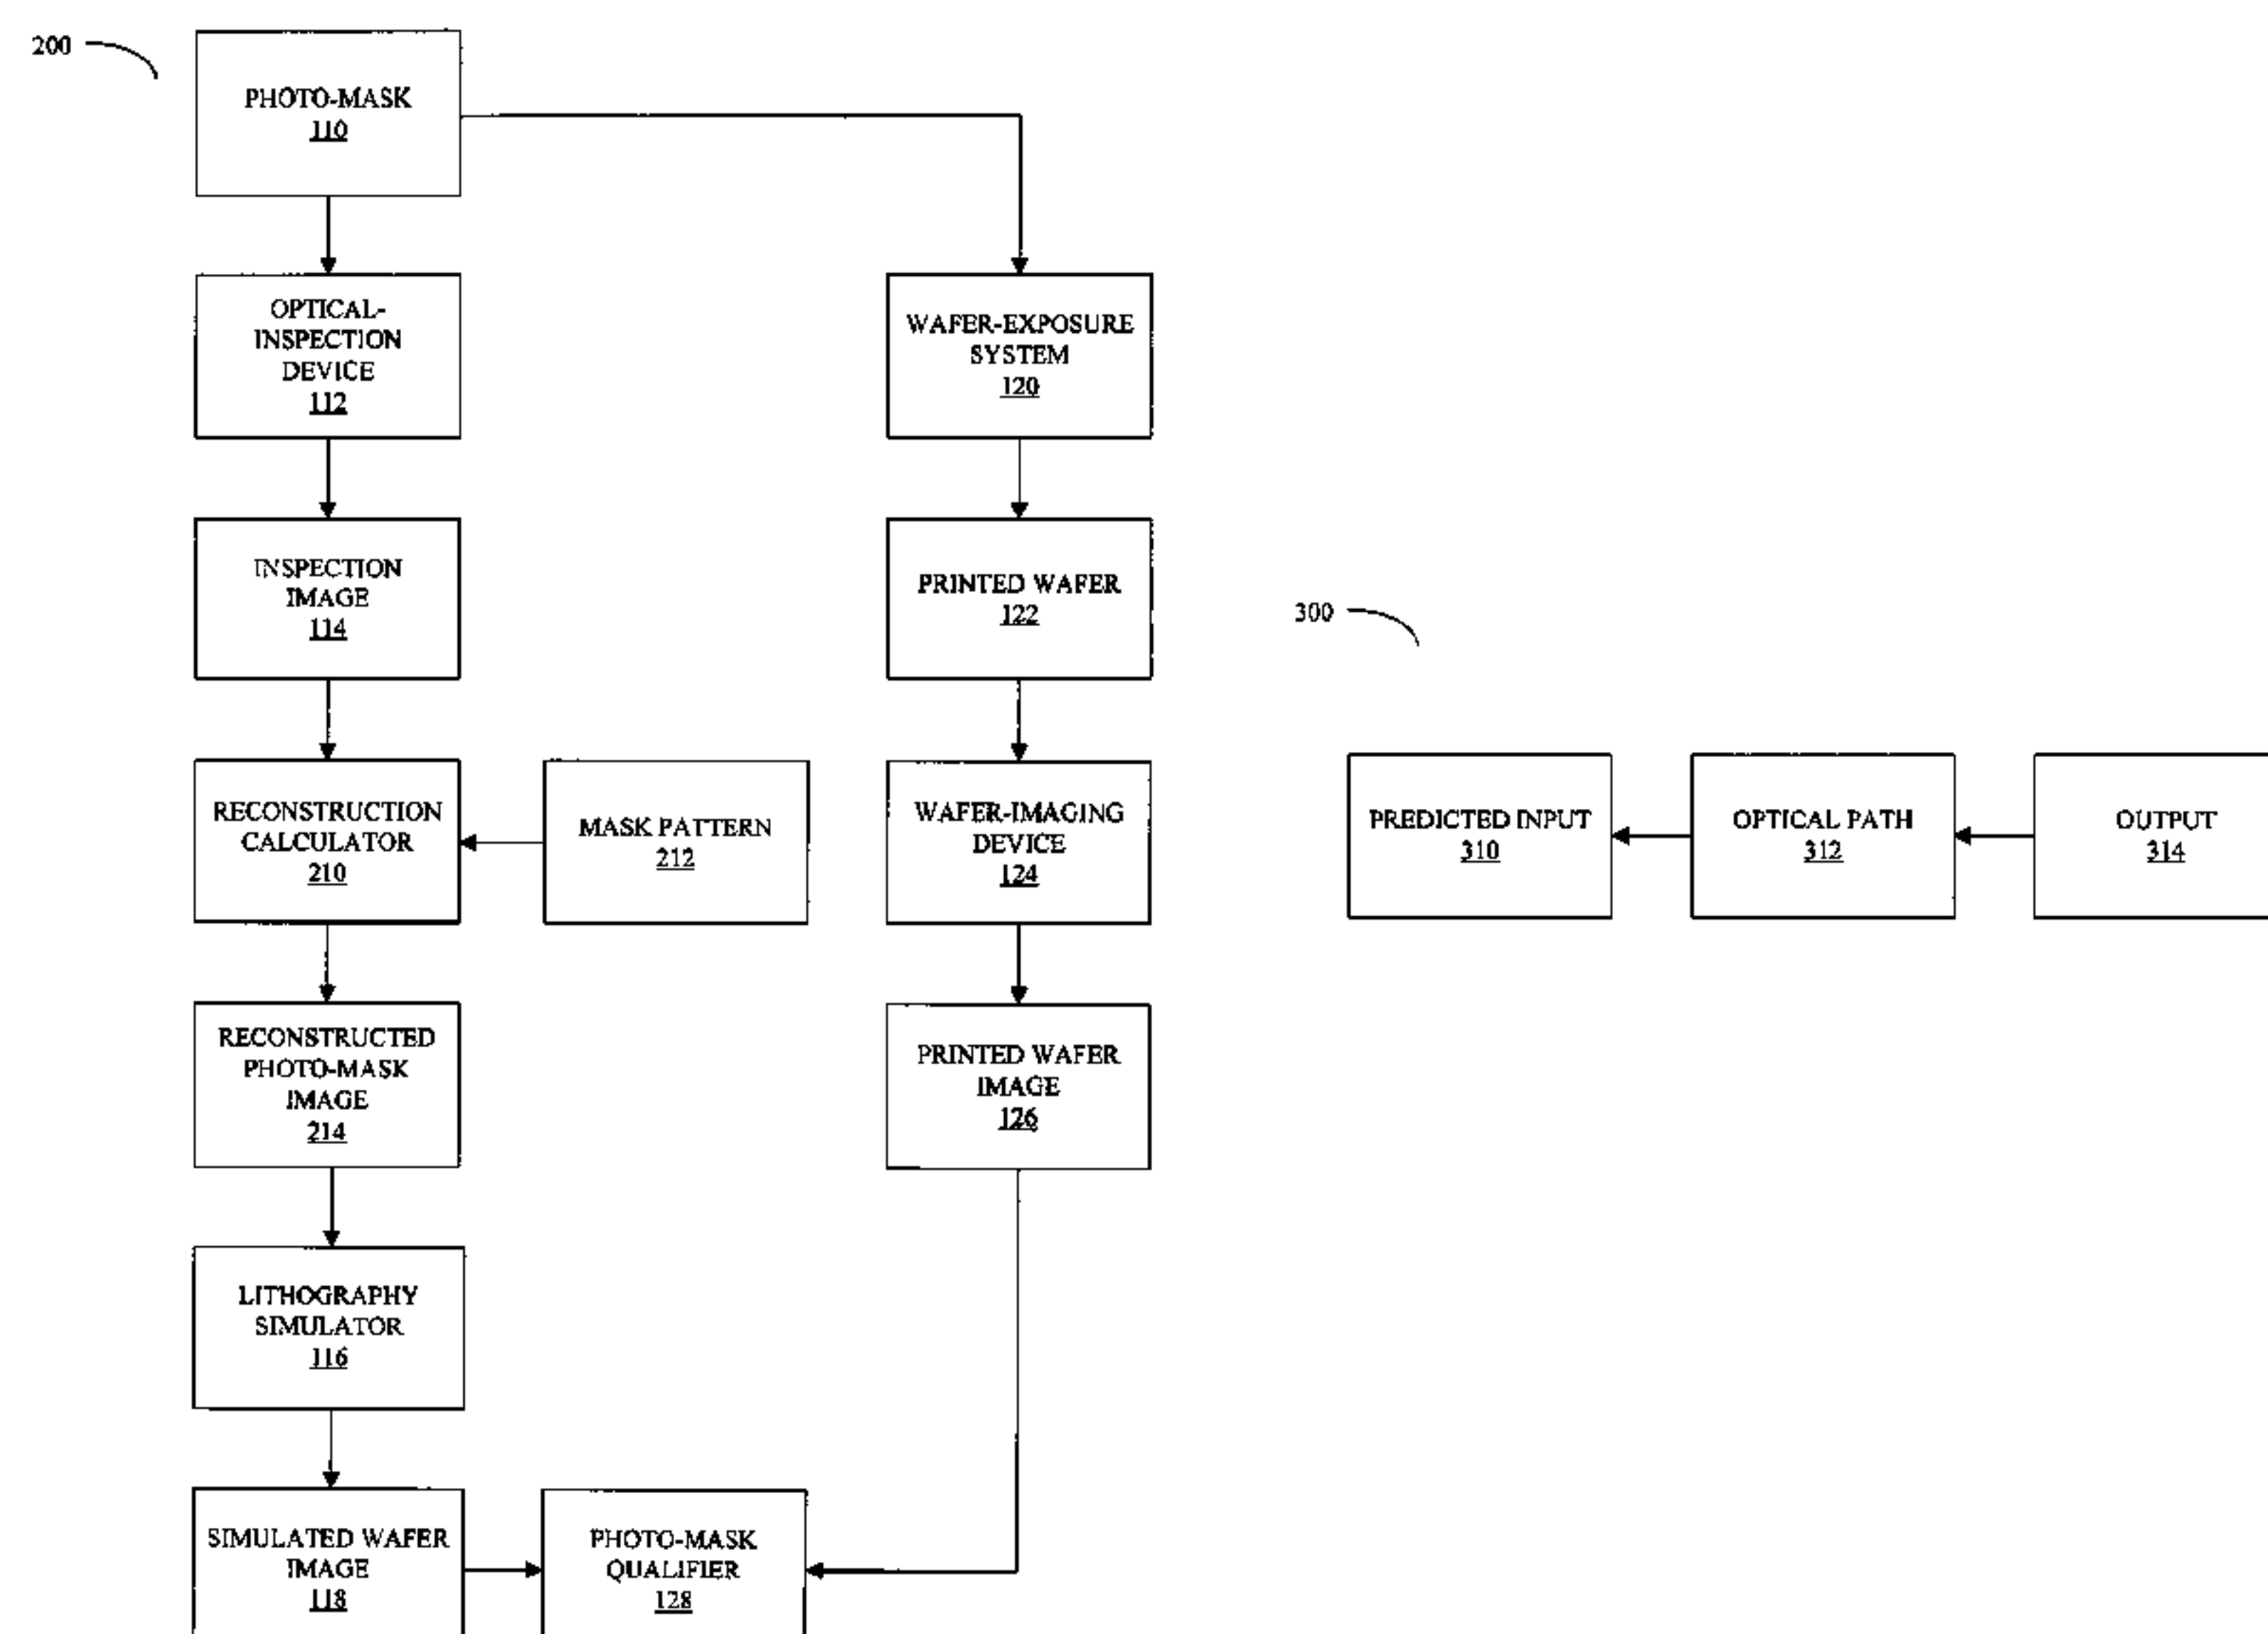 200
PHOTO-MASK
110
OPTICAL-
INSPECTION
DEVICE
112
WAFER-EXPOSURE
SYSTEM
120
INSPECTION
IMAGE
114
PRINTED WAFER
122
RECONSTRUCTION
CALCULATOR
210
MASK PATTERN
212
WAFER-IMAGING
DEVICE
124
RECONSTRUCTED
PHOTO-MASK
IMAGE
214
PRINTED WAFER
IMAGE
126
LITHOGRAPHY
SIMULATOR
116
SIMULATED WAFER
IMAGE
118
PHOTO-MASK
QUALIFIER
128
300
PREDICTED INPUT
310
OPTICAL PATH
312
OUTPUT
314